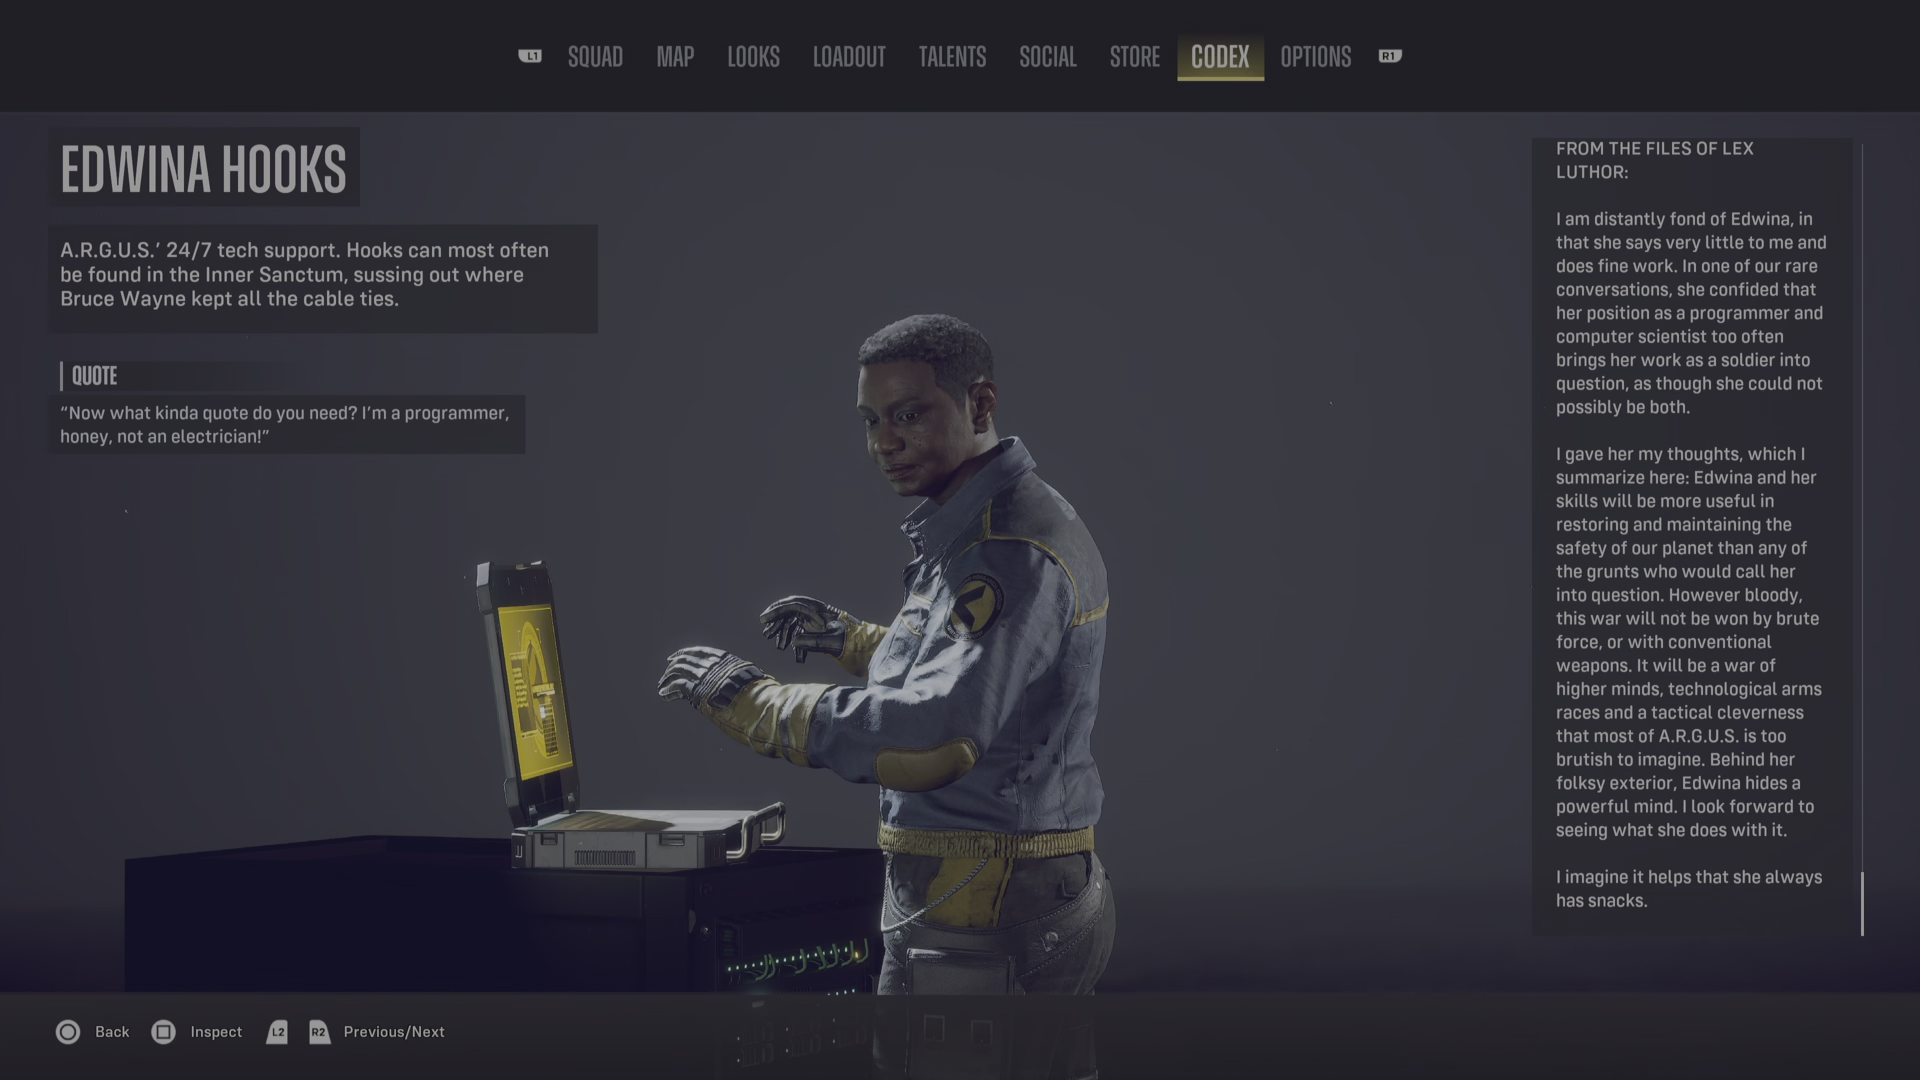 L1 SQUAD MAP LOOKS LOADOUT TALENTS SOCIAL STORE CODEX OPTIONS R1
EDWINA HOOKS
A.R.G.U.S.’ 24/7 tech support. Hooks can most often
be found in the Inner Sanctum, sussing out where
Bruce Wayne kept all the cable ties.
QUOTE
“Now what kinda quote do you need? I’m a programmer,
honey, not an electrician!”
FROM THE FILES OF LEX
LUTHOR:
I am distantly fond of Edwina, in
that she says very little to me and
does fine work. In one of our rare
conversations, she confided that
her position as a programmer and
computer scientist too often
brings her work as a soldier into
question, as though she could not
possibly be both.
I gave her my thoughts, which I
summarize here: Edwina and her
skills will be more useful in
restoring and maintaining the
safety of our planet than any of
the grunts who would call her
into question. However bloody,
this war will not be won by brute
force, or with conventional
weapons. It will be a war of
higher minds, technological arms
races and a tactical cleverness
that most of A.R.G.U.S. is too
brutish to imagine. Behind her
folksy exterior, Edwina hides a
powerful mind. I look forward to
seeing what she does with it.
I imagine it helps that she always
has snacks.
Back Inspect L2 R2 Previous/Next